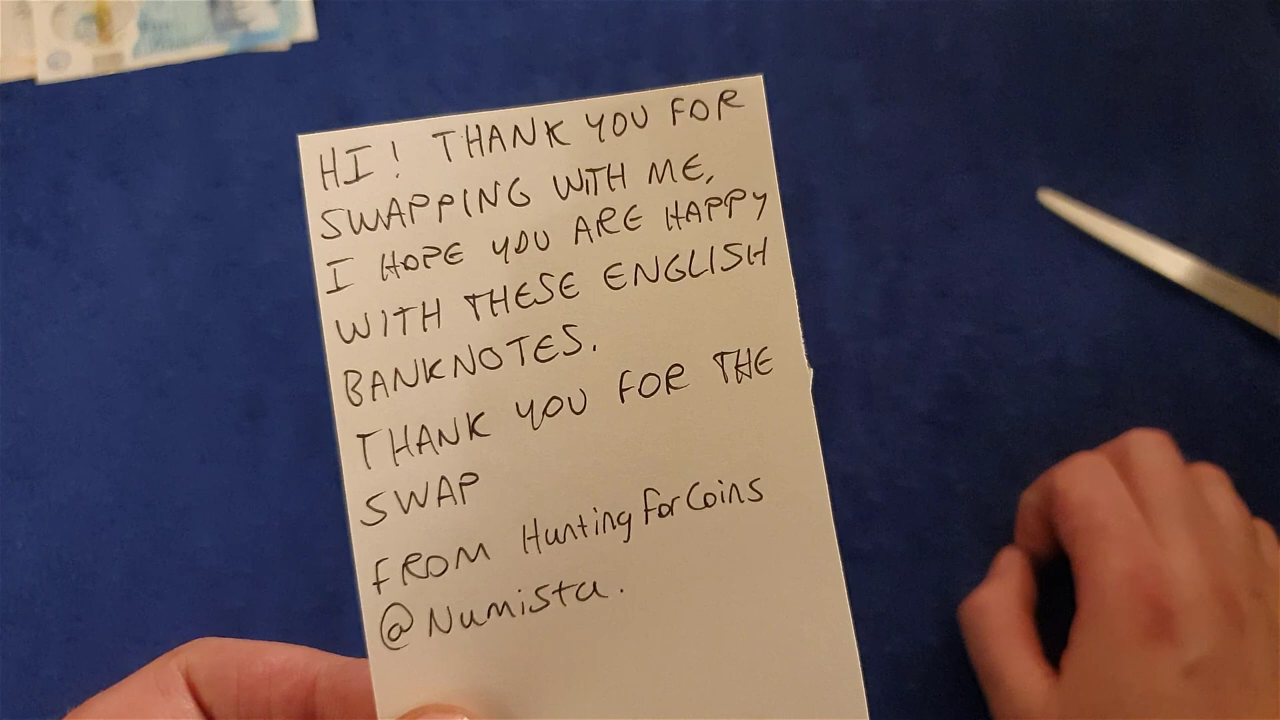 HI! THANK YOU FOR
SWAPPING WITH ME,
I HOPE YOU ARE HAPPY
WITH THESE ENGLISH
BANKNOTES.
THANK YOU FOR THE
SWAP
FROM HuntingforCoins
@Numista.